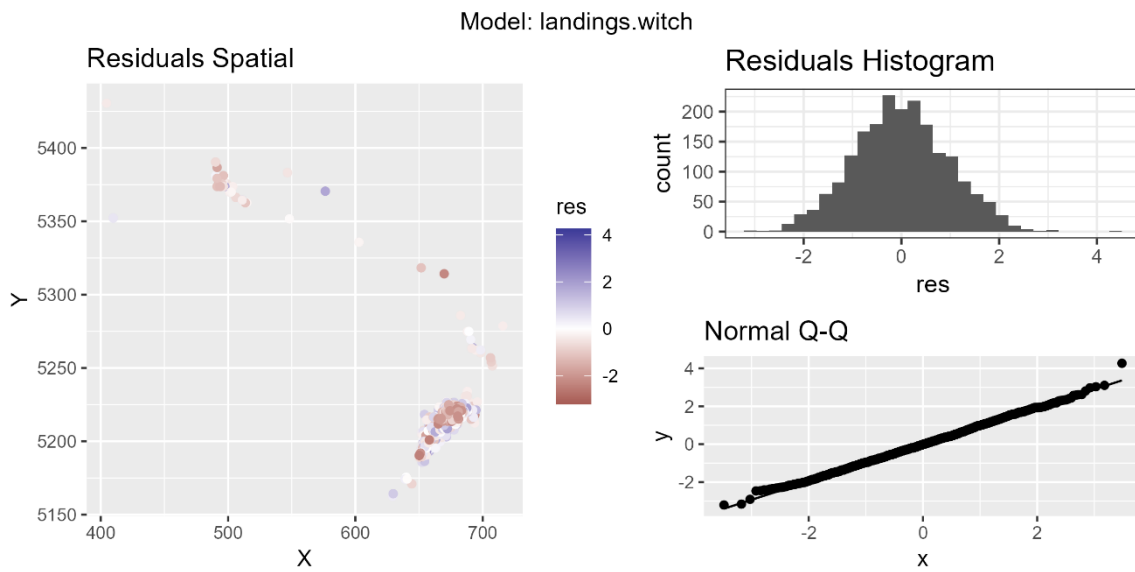 Model: landings.witch
Residuals Spatial
Y
5400
5350
5300
5250
5200
5150
400 500 600 700
X
res
4
2
0
-2
Residuals Histogram
count
200
150
100
50
0
-2 0 2 4
res
Normal Q-Q
y
4
2
0
-2
-2 0 2
x